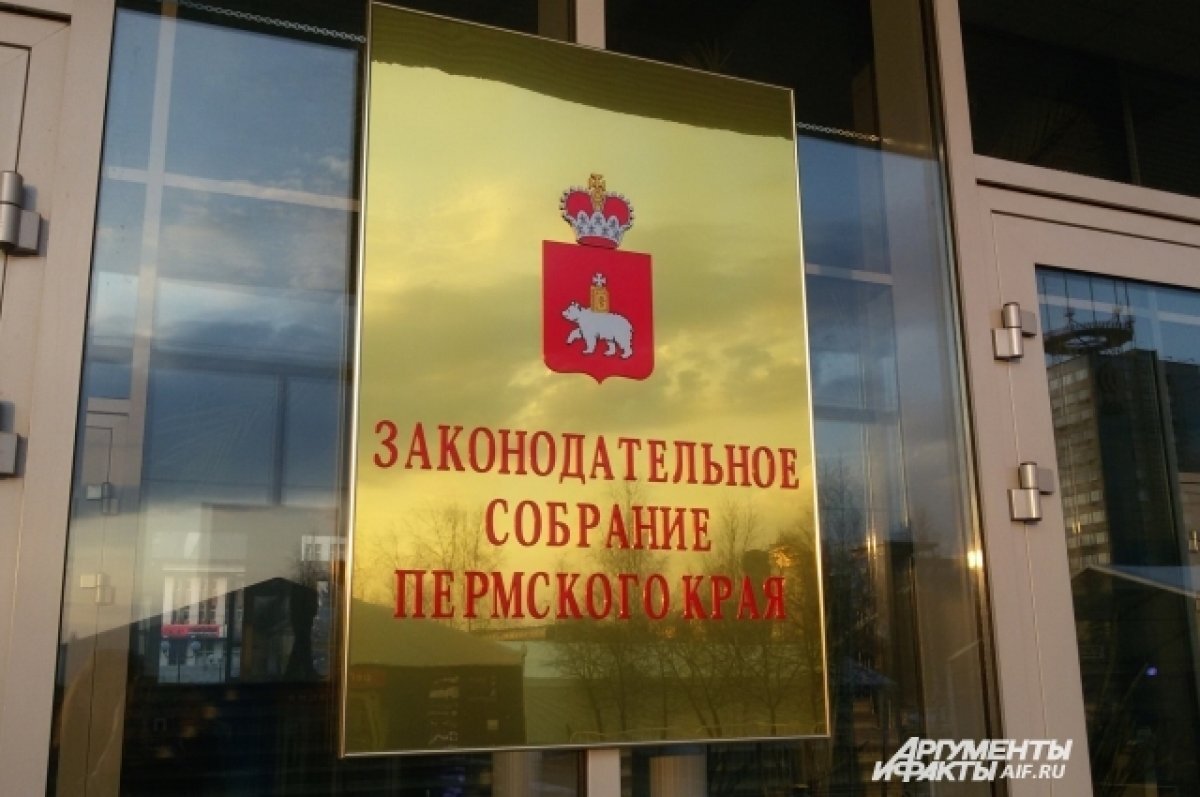 ЗАКОНОДАТЕЛЬНОЕ
СОБРАНИЕ
ПЕРМСКОГО КРАЯ
АРГУМЕНТЫ
И ФАКТЫ AIF.RU